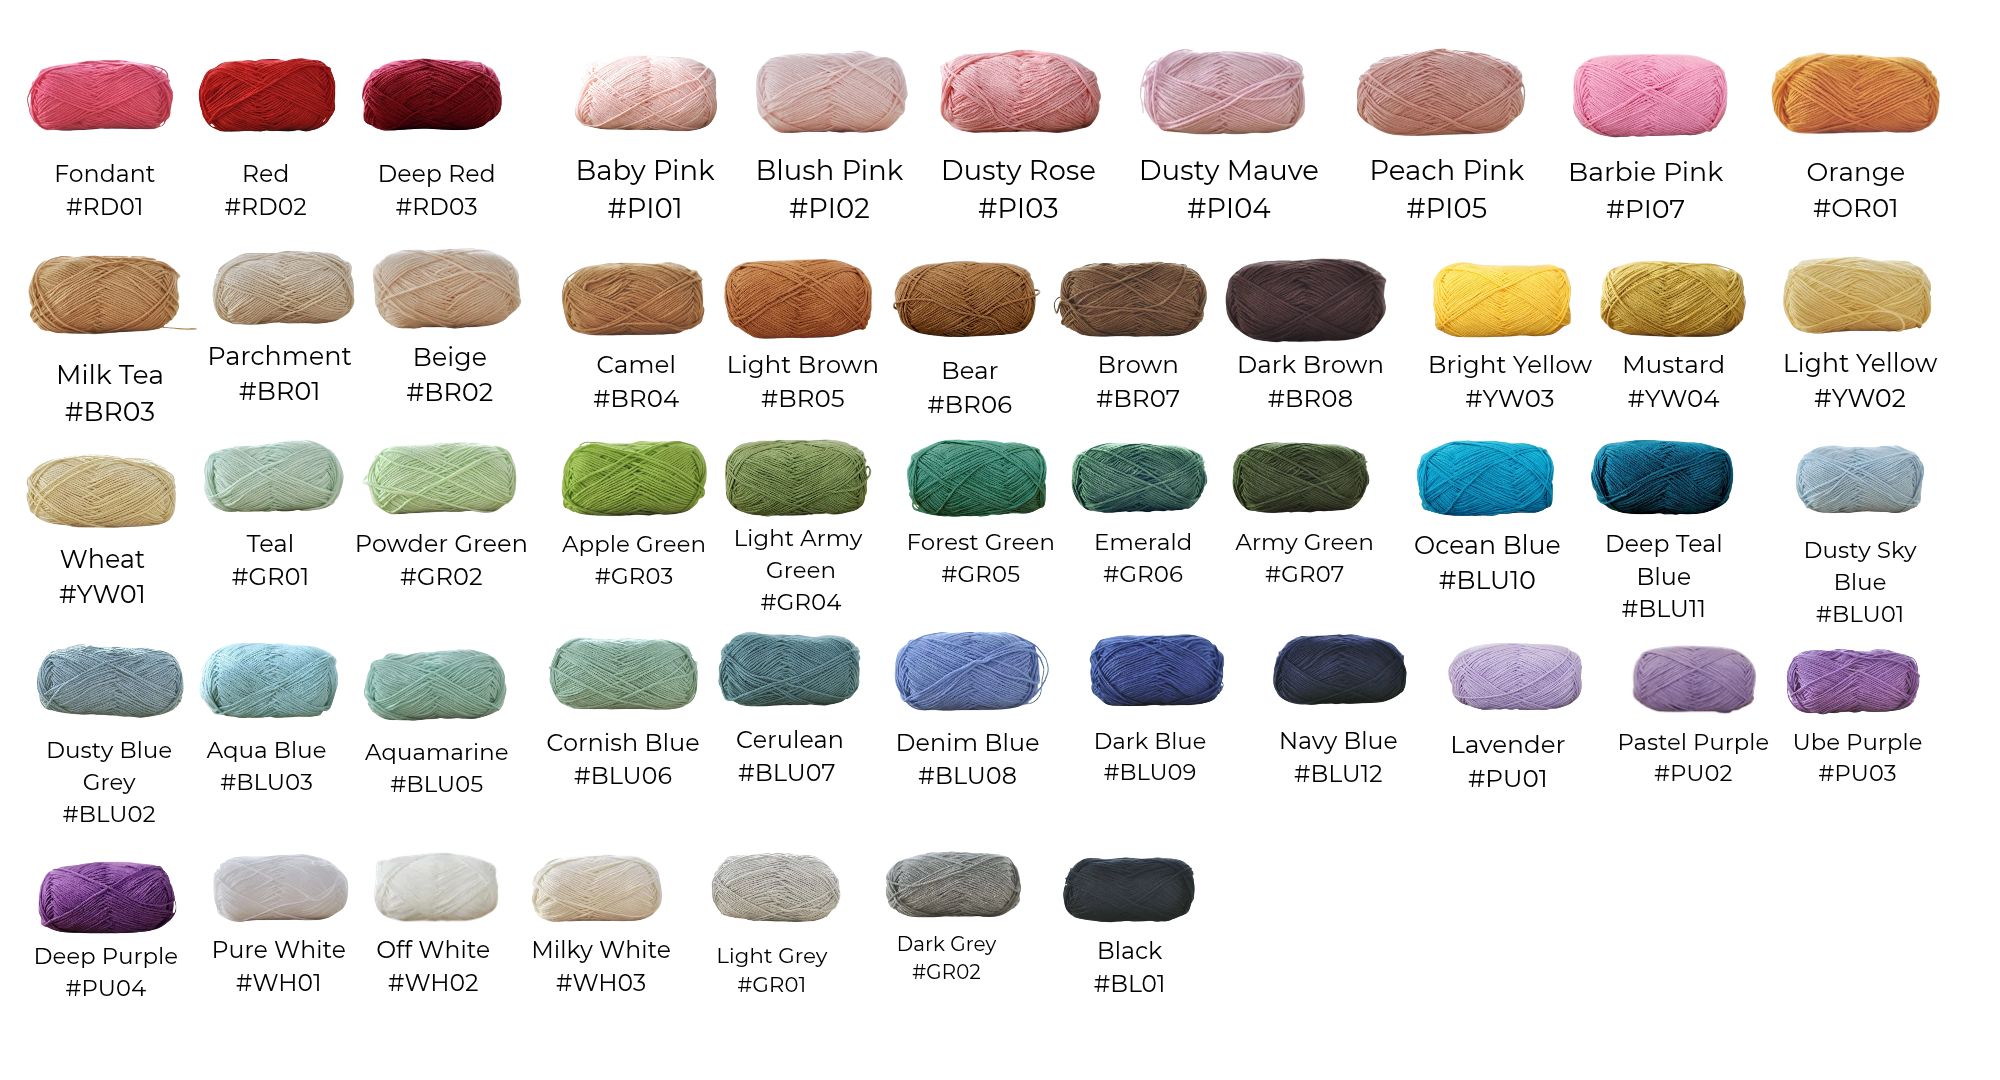 Fondant
#RD01
Red
#RD02
Deep Red
#RD03
Baby Pink
#PI01
Blush Pink
#PI02
Dusty Rose
#PI03
Dusty Mauve
#PI04
Peach Pink
#PI05
Barbie Pink
#PI07
Orange
#OR01
Milk Tea
#BR03
Parchment
#BR01
Beige
#BR02
Camel
#BR04
Light Brown
#BR05
Bear
#BR06
Brown
#BR07
Dark Brown
#BR08
Bright Yellow
#YW03
Mustard
#YW04
Light Yellow
#YW02
Wheat
#YW01
Teal
#GR01
Powder Green
#GR02
Apple Green
#GR03
Light Army
Green
#GR04
Forest Green
#GR05
Emerald
#GR06
Army Green
#GR07
Ocean Blue
#BLU10
Deep Teal
Blue
#BLU11
Dusty Sky
Blue
#BLU01
Dusty Blue
Grey
#BLU02
Aqua Blue
#BLU03
Aquamarine
#BLU05
Cornish Blue
#BLU06
Cerulean
#BLU07
Denim Blue
#BLU08
Dark Blue
#BLU09
Navy Blue
#BLU12
Lavender
#PU01
Pastel Purple
#PU02
Ube Purple
#PU03
Deep Purple
#PU04
Pure White
#WH01
Off White
#WH02
Milky White
#WH03
Light Grey
#GR01
Dark Grey
#GR02
Black
#BL01